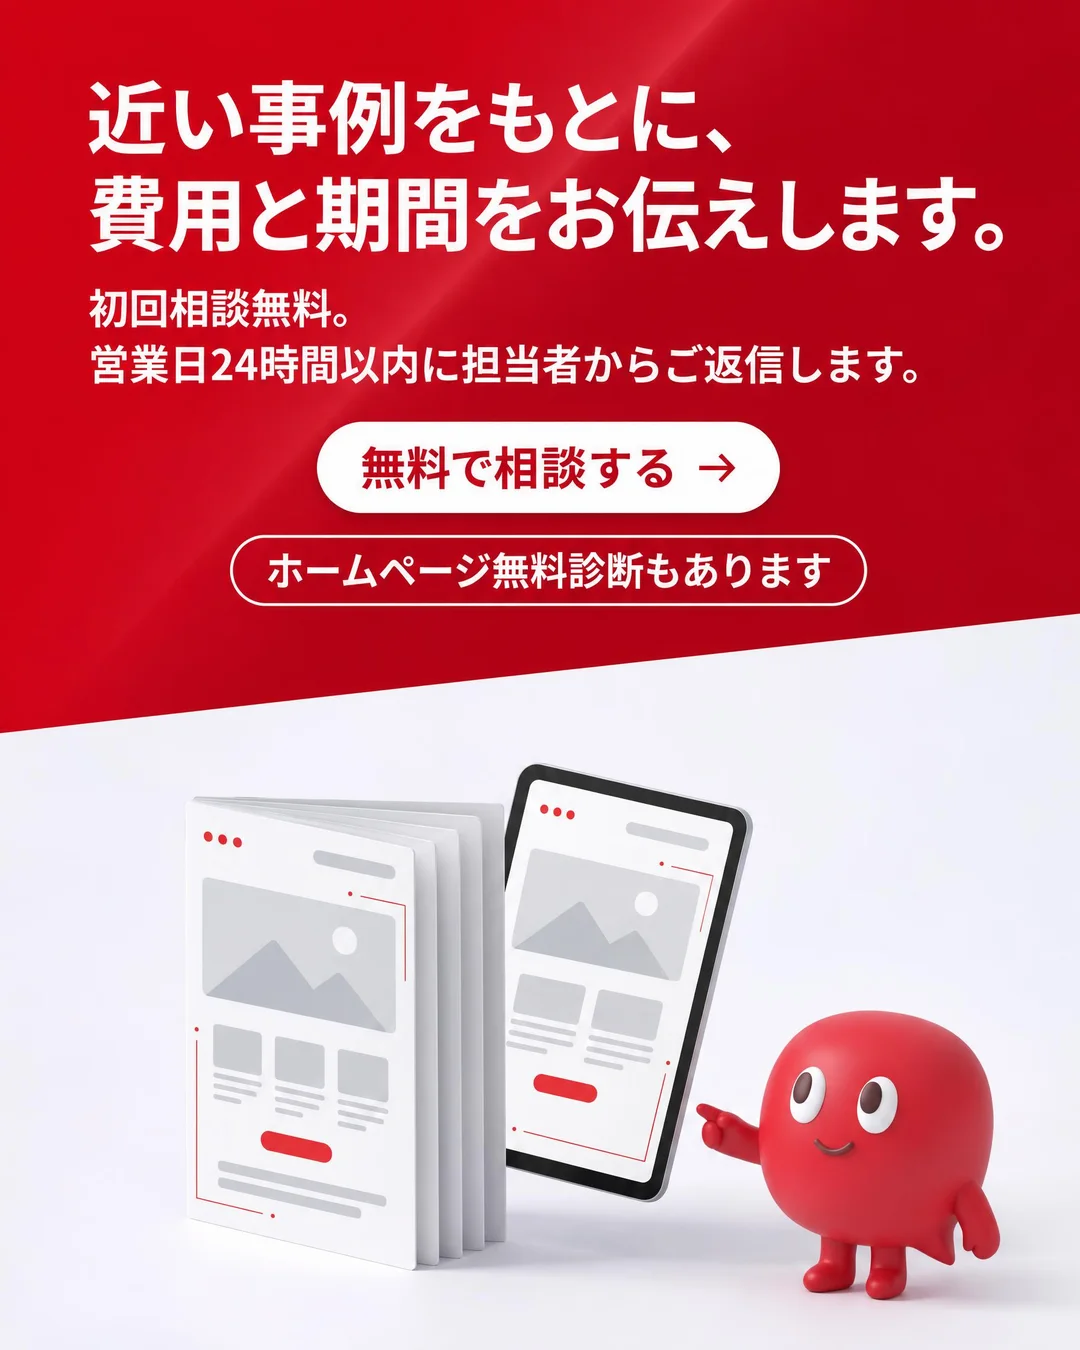 近い事例をもとに、
費用と期間をお伝えします。
初回相談無料。
営業日24時間以内に担当者からご返信します。
無料で相談する →
ホームページ無料診断もあります